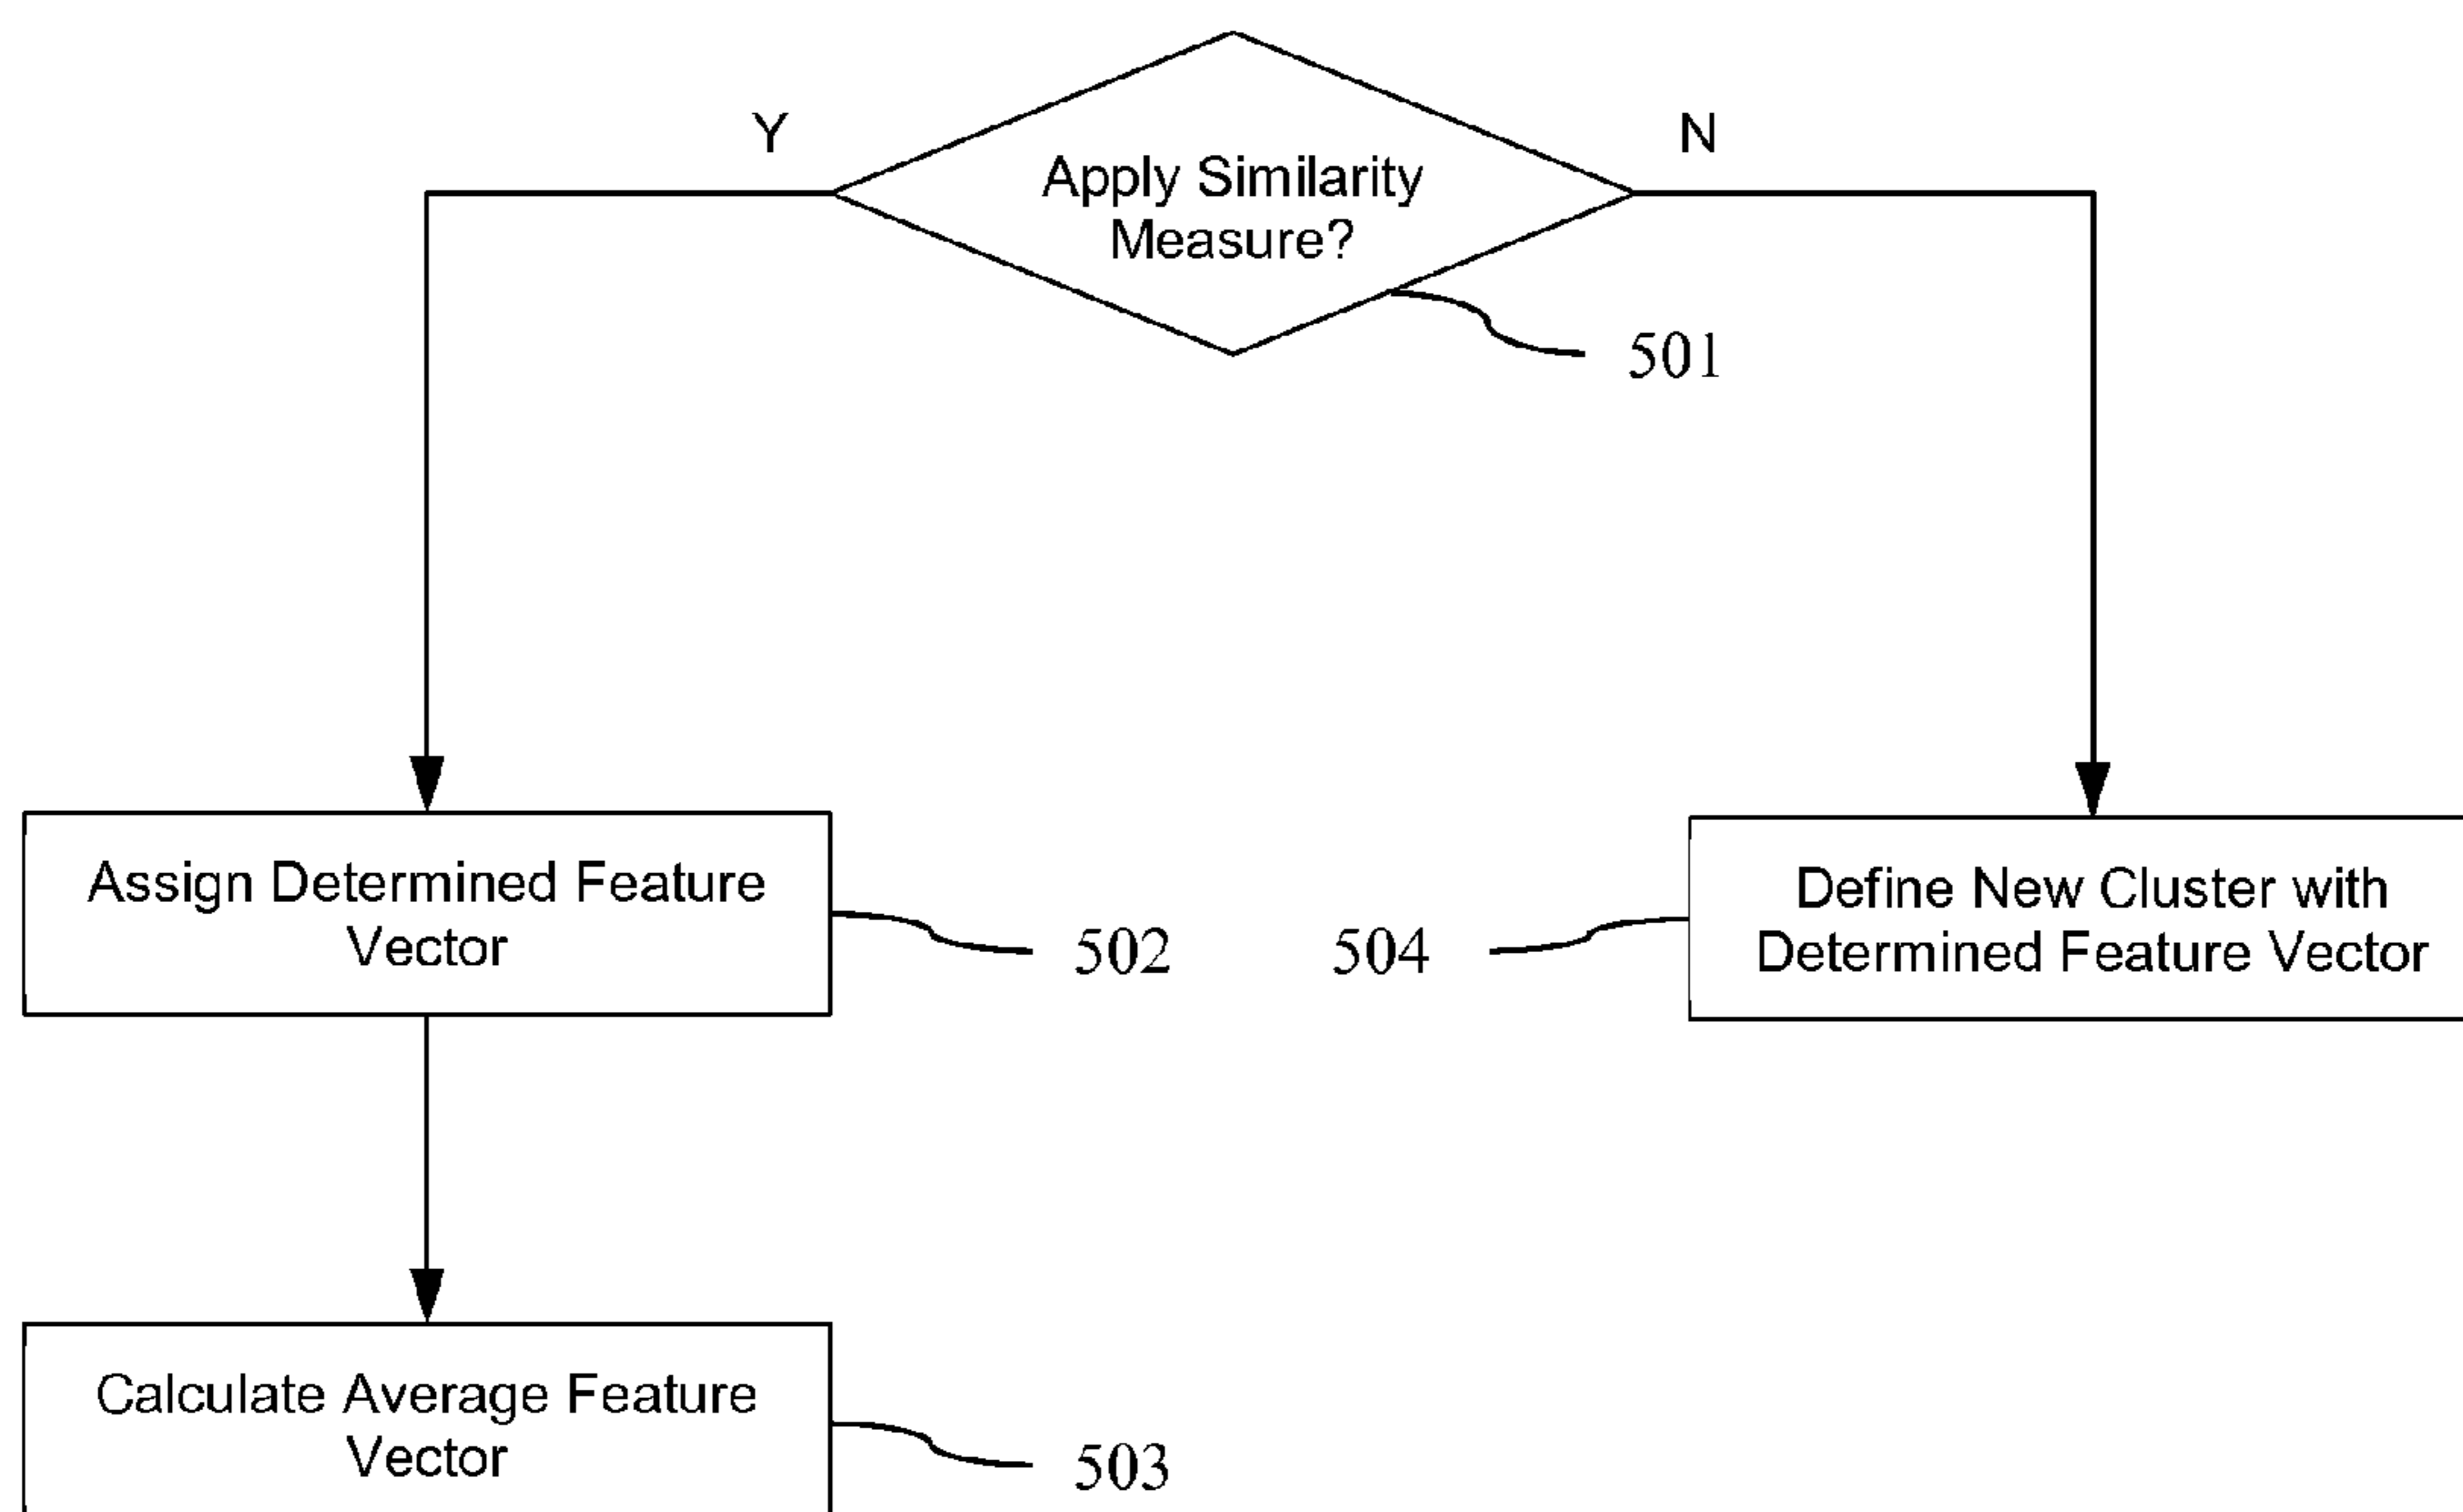 Y
N
Apply Similarity
Measure?
501
Assign Determined Feature
Vector
502
504
Define New Cluster with
Determined Feature Vector
Calculate Average Feature
Vector
503